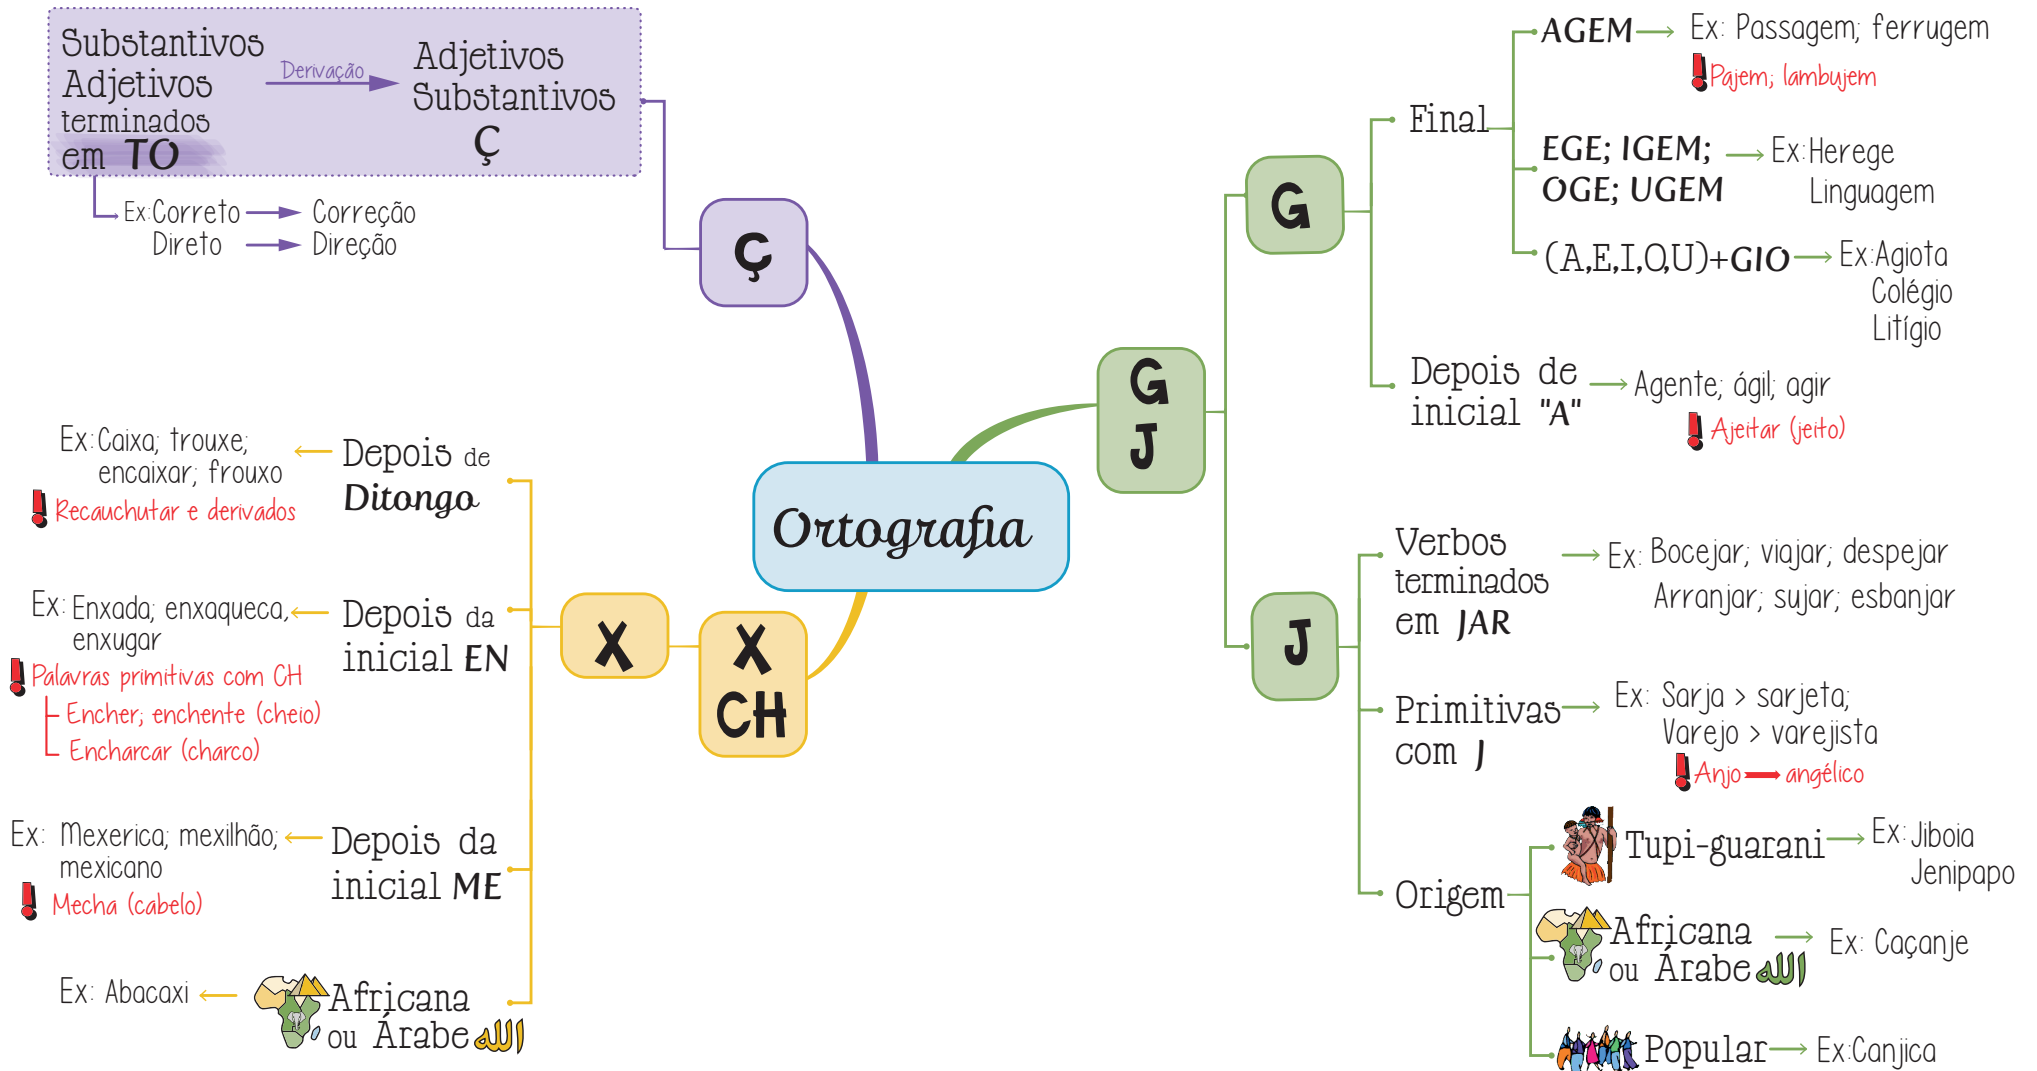 Ortografia
Ç
Substantivos
Adjetivos
terminados
em TO
Derivação
Adjetivos
Substantivos
Ç
Ex: Correto
Correção
Direto
Direção
G
J
G
Final
AGEM
Ex: Passagem; ferrugem
Pajem; lambujem
EGE; IGEM;
OGE; UGEM
Ex: Herege
Linguagem
(A,E,I,O,U)+GIO
Ex: Agiota
Colégio
Litígio
Depois de
inicial "A"
Agente; ágil; agir
Ajeitar (jeito)
J
Verbos
terminados
em JAR
Ex: Bocejar; viajar; despejar
Arranjar; sujar; esbanjar
Primitivas
com J
Ex: Sarja > sarjeta;
Varejo > varejista
Anjo
angélico
Origem
Tupi-guarani
Ex: Jiboia
Jenipapo
Africana
ou Árabe الله
Ex: Caçanje
Popular
Ex: Canjica
X
CH
X
Depois de
Ditongo
Ex: Caixa; trouxe;
encaixar; frouxo
Recauchutar e derivados
Depois da
inicial EN
Ex: Enxada; enxaqueca,
enxugar
Palavras primitivas com CH
Encher; enchente (cheio)
Encharcar (charco)
Depois da
inicial ME
Ex: Mexerica; mexilhão;
mexicano
Mecha (cabelo)
Africana
ou Árabe الله
Ex: Abacaxi